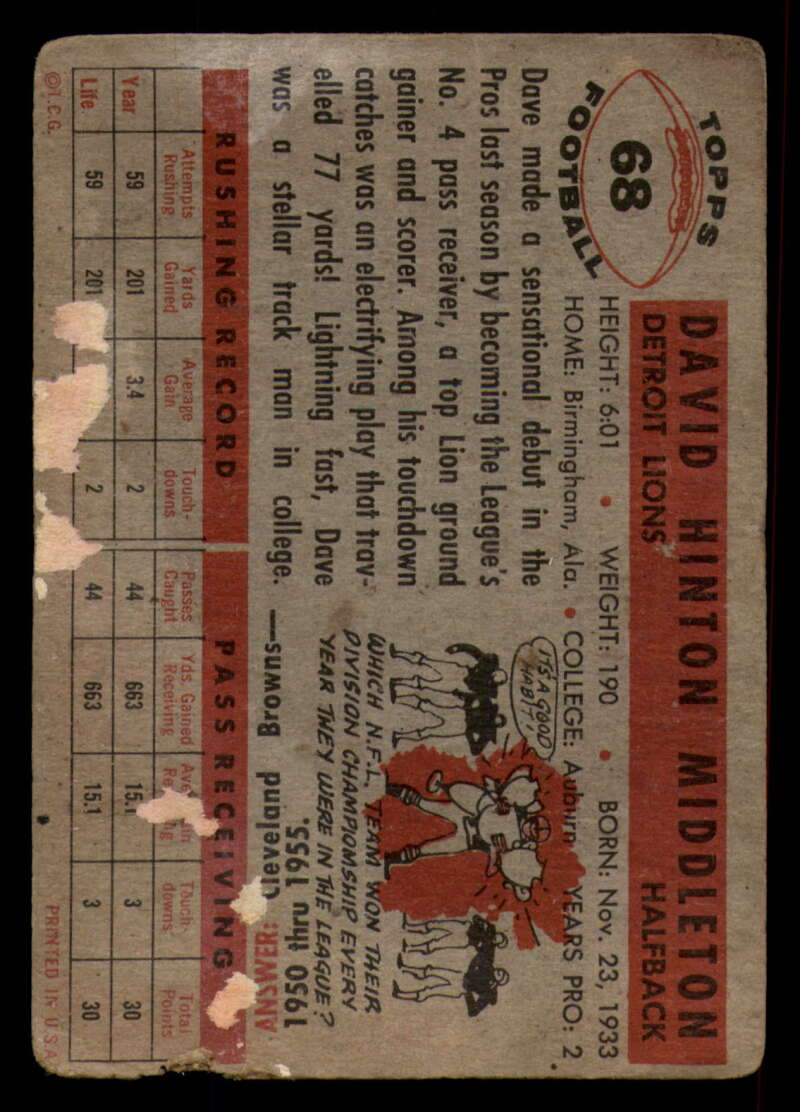 TOPPS
68
FOOTBALL
DAVID HINTON MIDDLETON
DETROIT LIONS
HALFBACK
HEIGHT: 6:01 • WEIGHT: 190 • BORN: Nov. 23, 1933
HOME: Birmingham, Ala. • COLLEGE: Auburn YEARS PRO: 2
Dave made a sensational debut in the
Pros last season by becoming the League's
No. 4 pass receiver, a top Lion ground
gainer and scorer. Among his touchdown
catches was an electrifying play that trav-
elled 77 yards! Lightning fast, Dave
was a stellar track man in college.
IT'S A GOOD
HABIT!
WHICH N.F.L. TEAM WON THEIR
DIVISION CHAMPIONSHIP EVERY
YEAR THEY WERE IN THE LEAGUE?
ANSWER: Cleveland Browns—
1950 thru 1955.
RUSHING RECORD
PASS RECEIVING
Attempts Rushing Yards Gained Average Gain Touch-downs Passes Caught Yds. Gained Receiving Touch-downs Total Points
Year 59 201 3.4 2 44 663 15.1 3 30
Life 59 201 2 44 663 15.1 3 30
© T.C.G.
PRINTED IN U.S.A.